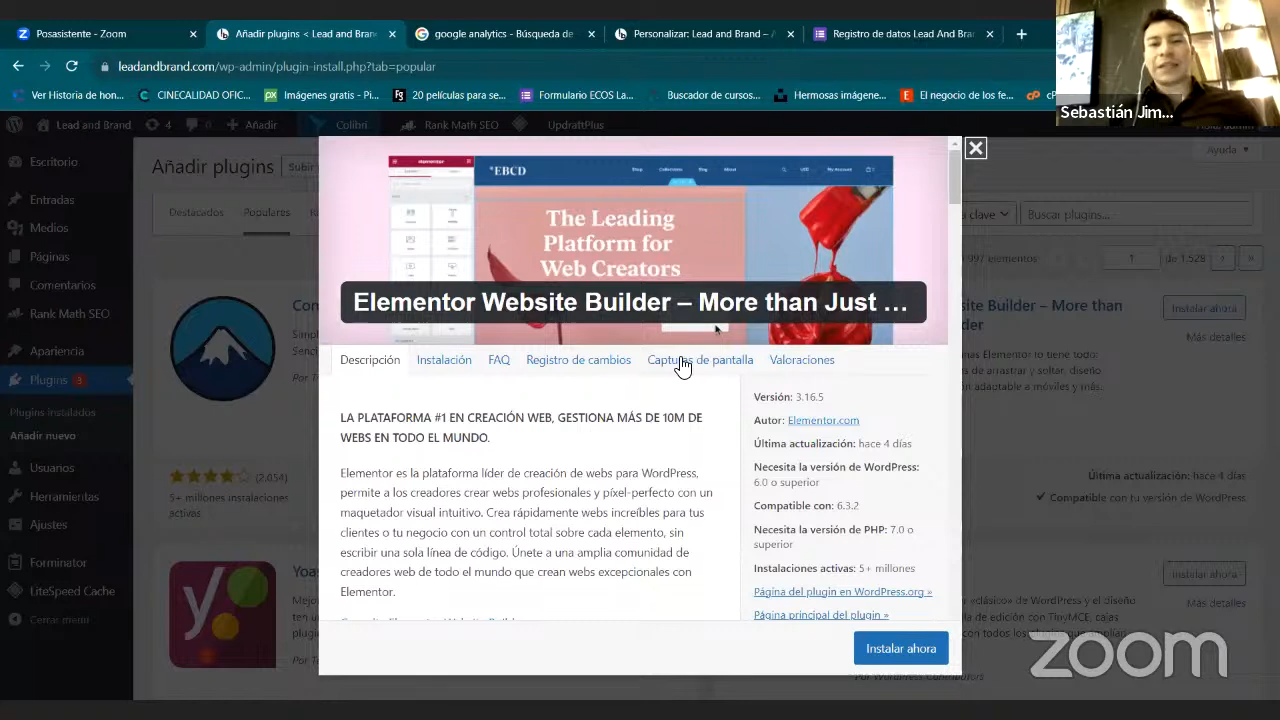 Posasistente - Zoom
Añadir plugins < Lead and Bran
google analytics - Búsqueda de
Personalizar: Lead and Brand – A
Registro de datos Lead And Bra
leadandbrand.com/wp-admin/plugin-install.php?tab=popular
Ver Historia de hon...
CINECALIDAD OFIC...
Imágenes gratis - Pi...
20 películas para se...
Formulario ECOS La...
Buscador de cursos...
Hermosas imágene...
El negocio de los fe...
Sebastián Jim...
Lead and Brand
4
0
Añadir
Colibri
Rank Math SEO
UpdraftPlus
Escritorio
Entradas
Medios
Páginas
Comentarios
Rank Math SEO
Apariencia
Plugins 3
Plugins instalados
Añadir nuevo
Usuarios
Herramientas
Ajustes
Forminator
LiteSpeed Cache
Cerrar menú
Añadir plugins
Ayuda
Destacados
Populares
Buscar plugins...
1
de 1.528
*EBCD
The Leading
Platform for
Web Creators
Elementor Website Builder – More than Just …
Descripción
Instalación
FAQ
Registro de cambios
Capturas de pantalla
Valoraciones
LA PLATAFORMA #1 EN CREACIÓN WEB, GESTIONA MÁS DE 10M DE
WEBS EN TODO EL MUNDO.
Elementor es la plataforma líder de creación de webs para WordPress,
permite a los creadores crear webs profesionales y píxel-perfecto con un
maquetador visual intuitivo. Crea rápidamente webs increíbles para tus
clientes o tu negocio con un control total sobre cada elemento, sin
escribir una sola línea de código. Únete a una amplia comunidad de
creadores web de todo el mundo que crean webs excepcionales con
Elementor.
Versión: 3.16.5
Autor: Elementor.com
Última actualización: hace 4 días
Necesita la versión de WordPress:
6.0 o superior
Compatible con: 6.3.2
Necesita la versión de PHP: 7.0 o
superior
Instalaciones activas: 5+ millones
Página del plugin en WordPress.org »
Página principal del plugin »
Instalar ahora
(2.054)
5+ millones instalaciones
activas
Instalar ahora
Más detalles
Última actualización: hace 4 días
Compatible con tu versión de WordPress
Instalar ahora
Más detalles
zoom